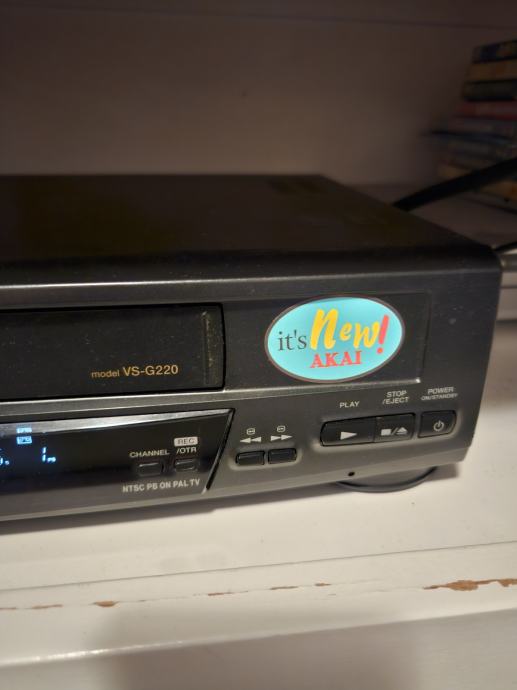 it's New!
AKAI
model VS-G220
PLAY
STOP
/EJECT
POWER
ON/STANDBY
CHANNEL
REC
/OTR
NTSC PB ON PAL TV